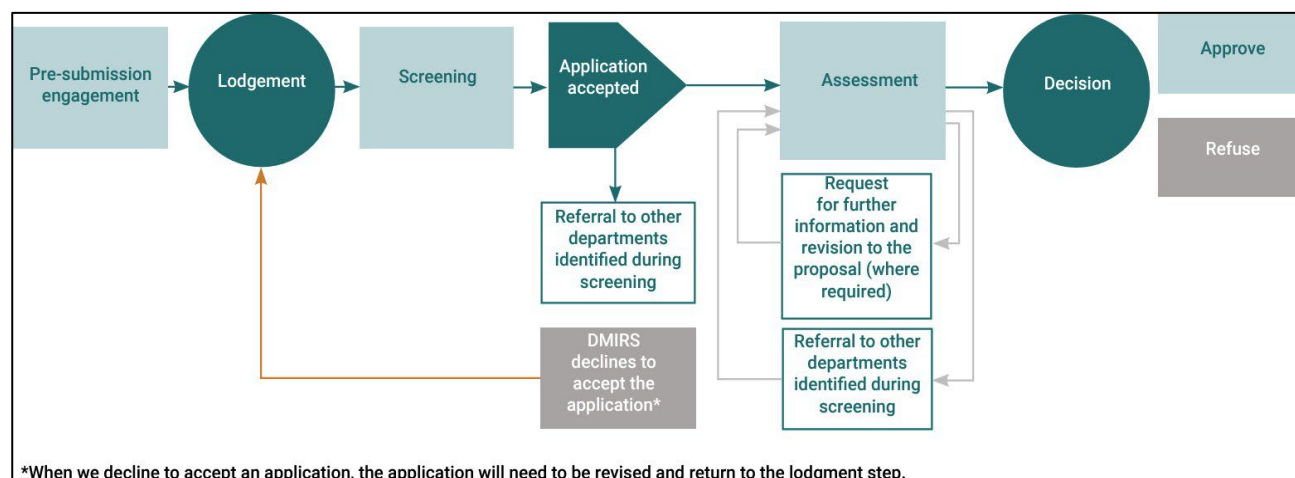 Pre-submission
engagement
Lodgement
Screening
Application
accepted
Assessment
Decision
Approve
Refuse
Referral to other
departments
identified during
screening
Request
for further
information and
revision to the
proposal (where
required)
DMIRS
declines to
accept the
application*
Referral to other
departments
identified during
screening
*When we decline to accept an application, the application will need to be revised and return to the lodgment step.